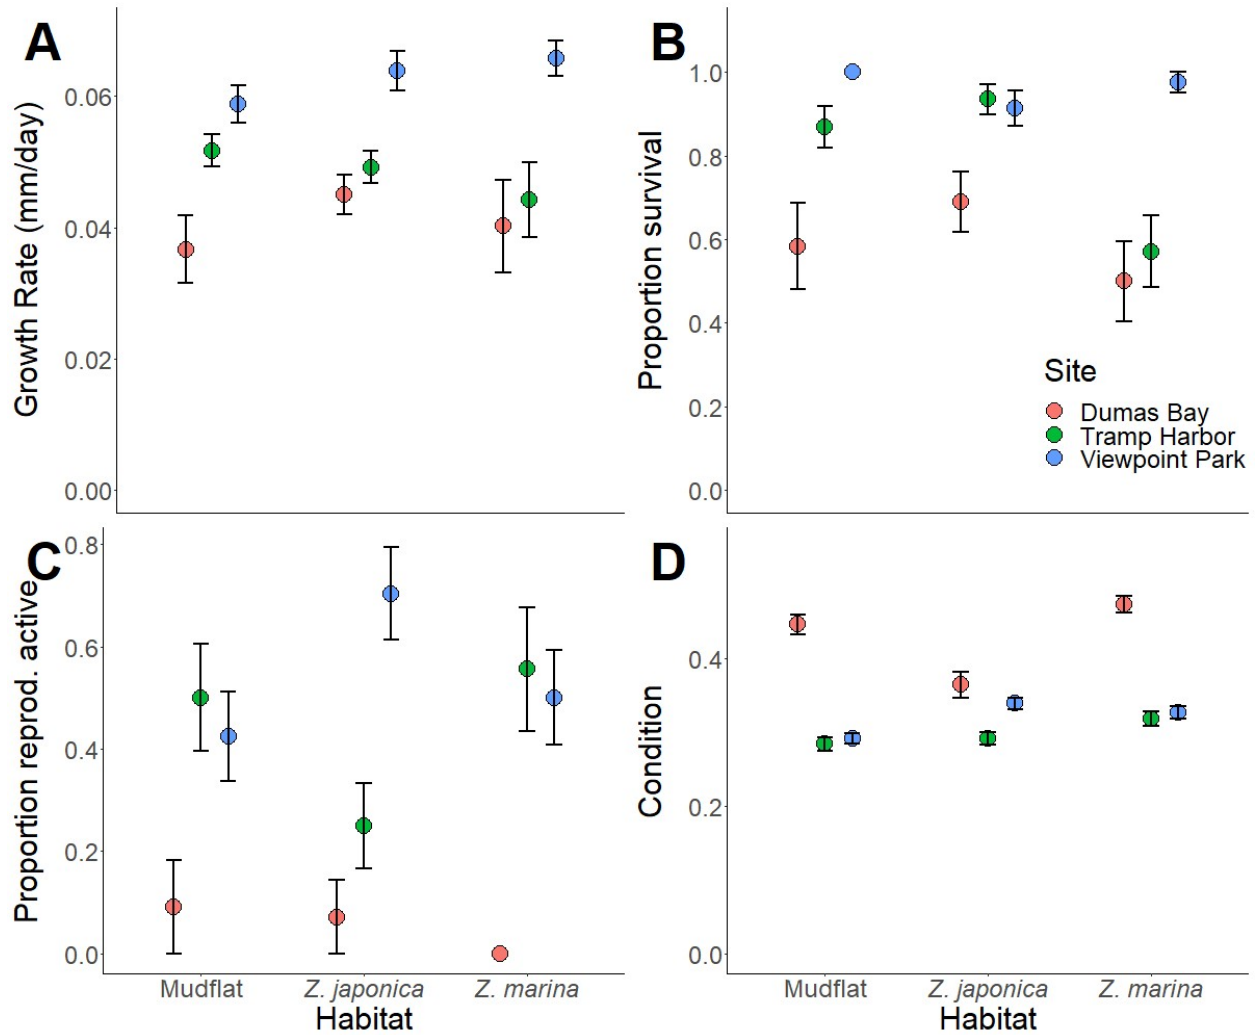 A
Growth Rate (mm/day)
0.06
0.04
0.02
0.00
B
Proportion survival
1.0
0.8
0.6
0.4
0.2
0.0
Site
Dumas Bay
Tramp Harbor
Viewpoint Park
C
Proportion reprod. active
0.8
0.6
0.4
0.2
0.0
Mudflat Z. japonica Z. marina
Habitat
D
Condition
0.4
0.2
0.0
Mudflat Z. japonica Z. marina
Habitat